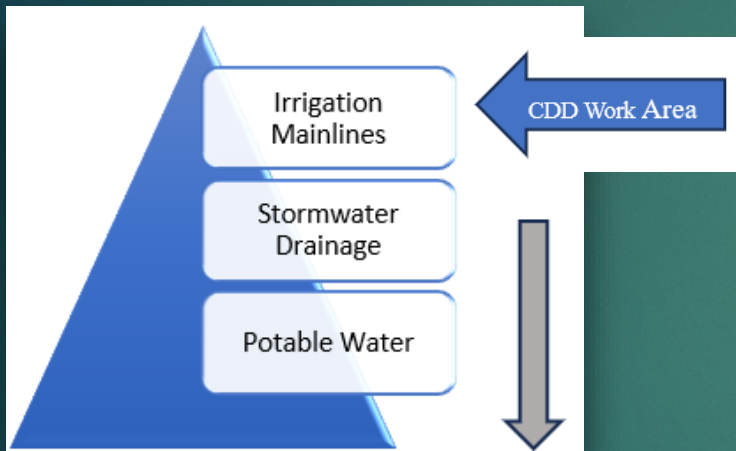 Irrigation
Mainlines
CDD Work Area
Stormwater
Drainage
Potable Water